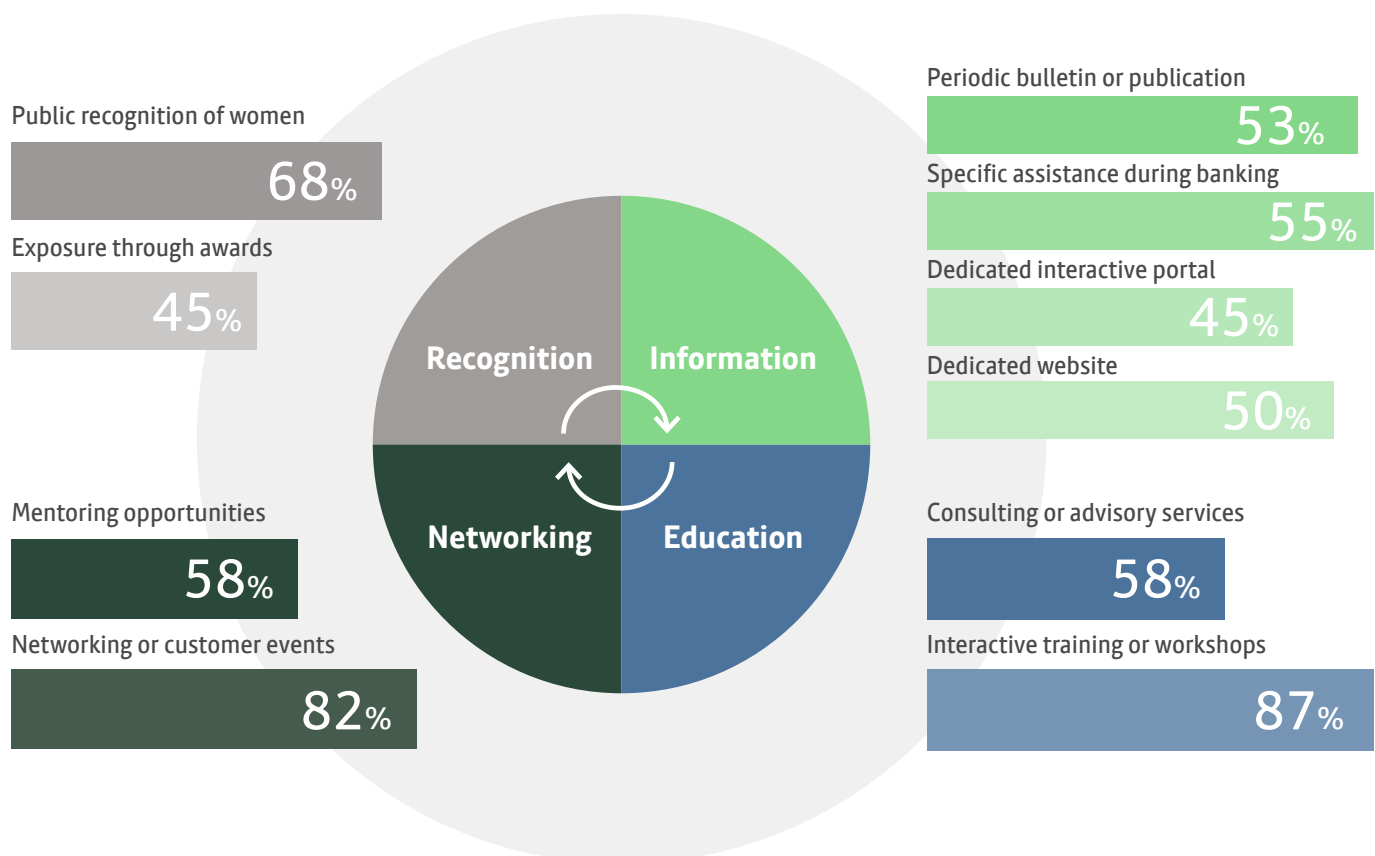 Public recognition of women
68%
Exposure through awards
45%
Periodic bulletin or publication
53%
Specific assistance during banking
55%
Dedicated interactive portal
45%
Dedicated website
50%
Recognition
Information
Networking
Education
Mentoring opportunities
58%
Networking or customer events
82%
Consulting or advisory services
58%
Interactive training or workshops
87%